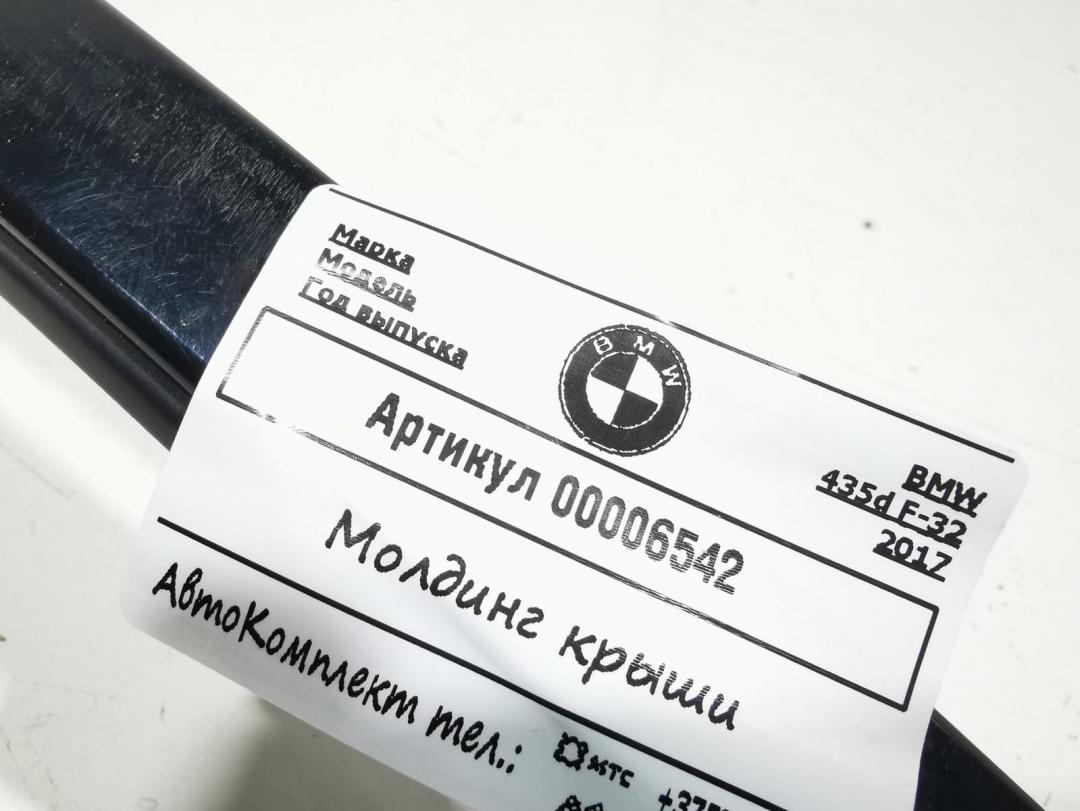 Марка
Модель
Год выпуска
BMW
BMW
435d F-32
2017
Артикул 00006542
Молдинг крыши
АвтоКомплект тел.:
мтс